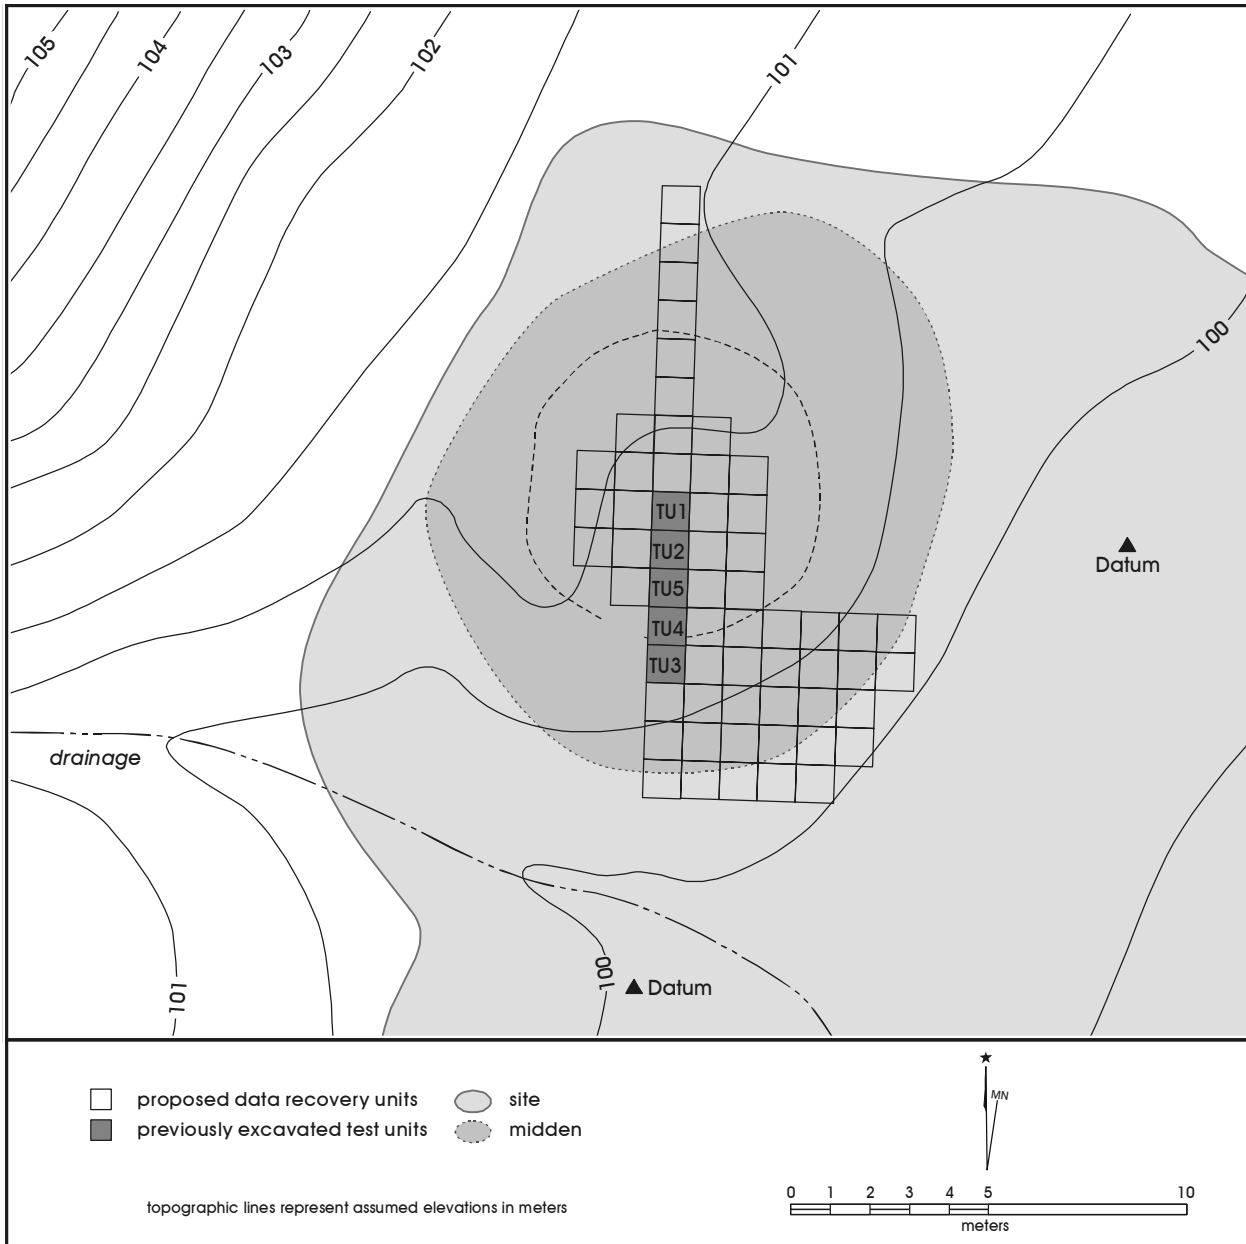 105
104
103
102
101
100
TU1
TU2
TU5
TU4
TU3
Datum
drainage
101
100
Datum
proposed data recovery units
site
previously excavated test units
midden
MN
topographic lines represent assumed elevations in meters
0 1 2 3 4 5 10
meters